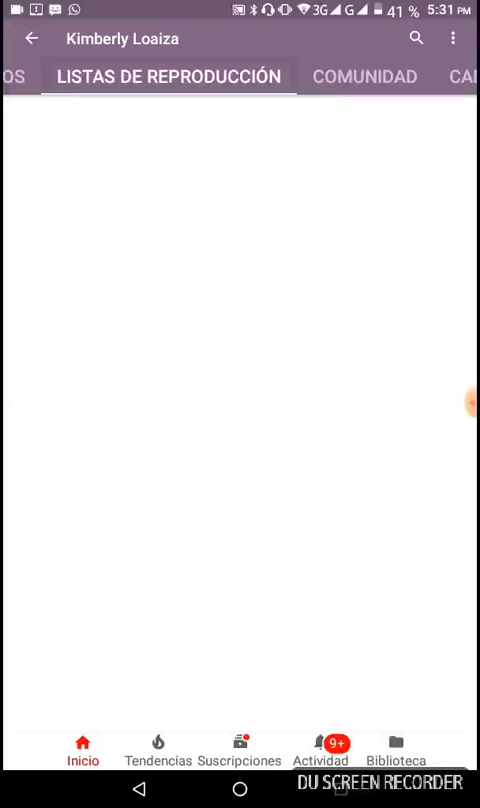 3G G 41 % 5:31 PM
Kimberly Loaiza
OS LISTAS DE REPRODUCCIÓN COMUNIDAD CA
9+
Inicio Tendencias Suscripciones Actividad Biblioteca
DU SCREEN RECORDER